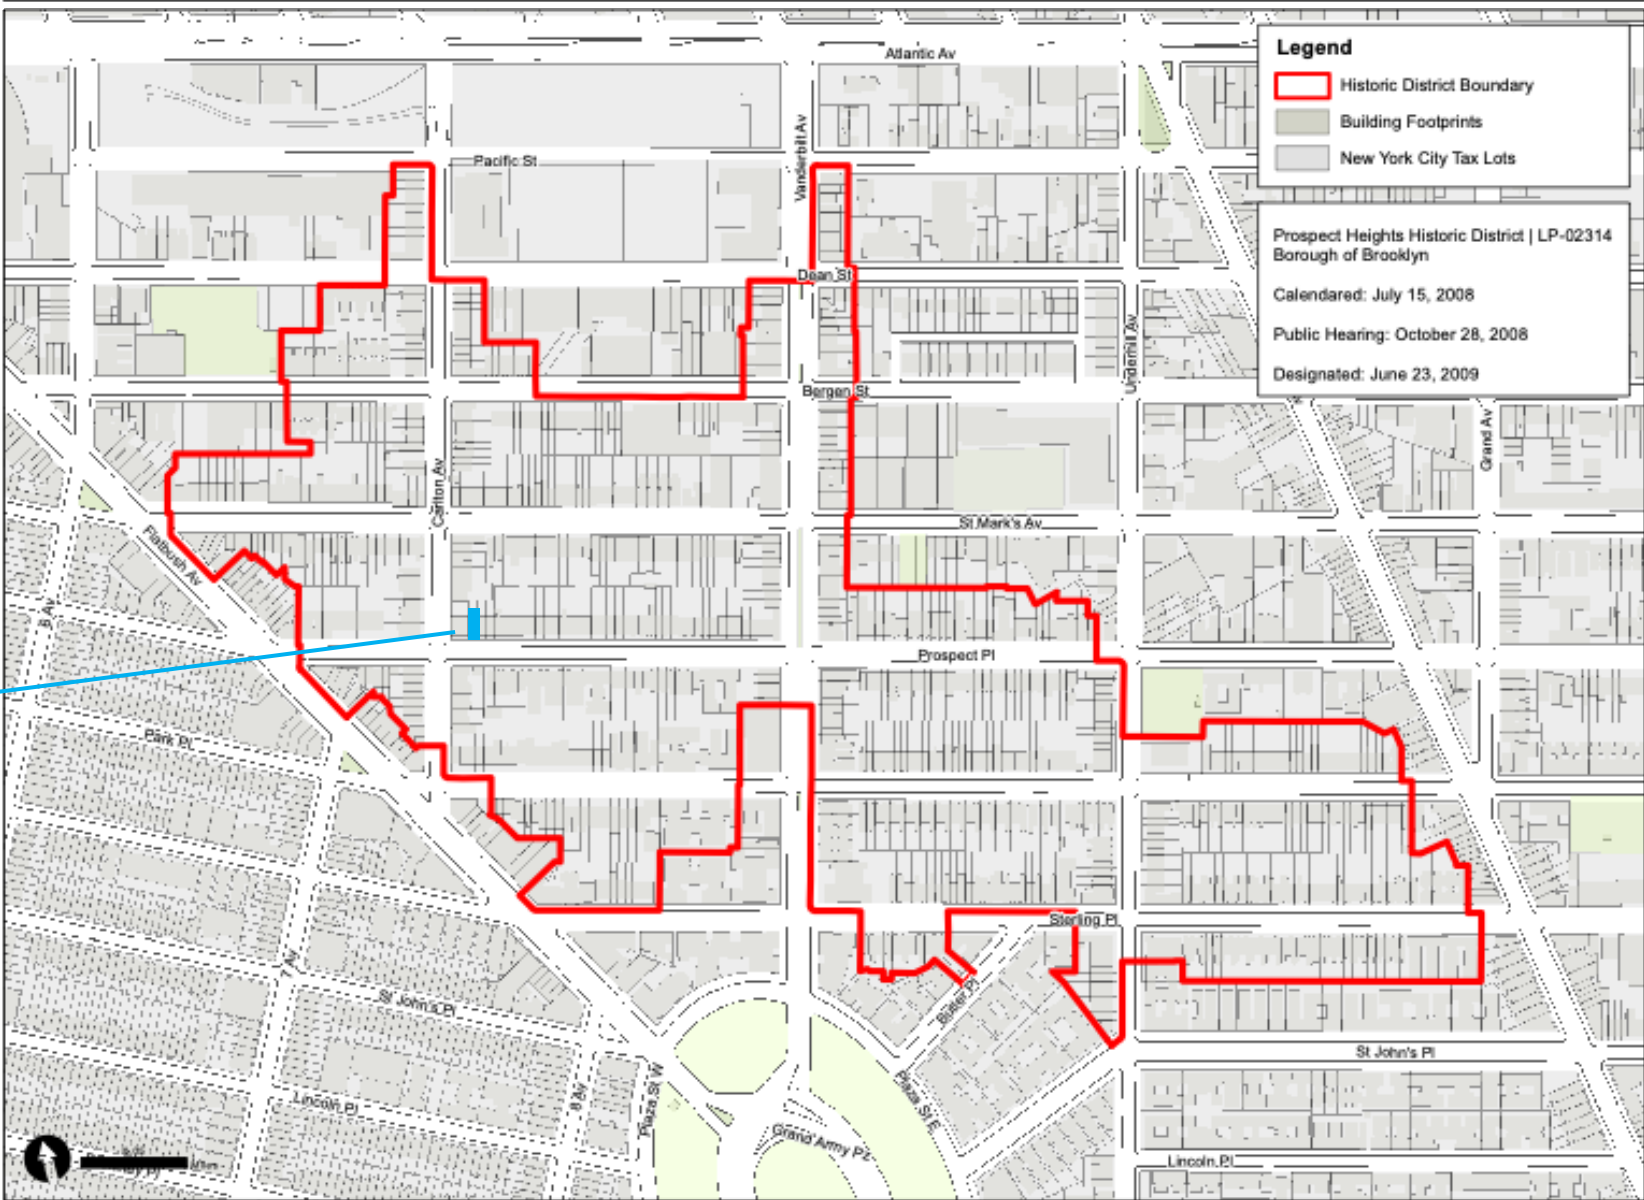 Atlantic Av
Legend
Historic District Boundary
Building Footprints
New York City Tax Lots
Vanderbilt Av
Pacific St
Prospect Heights Historic District | LP-02314
Borough of Brooklyn
Calendared: July 15, 2008
Public Hearing: October 28, 2008
Designated: June 23, 2009
Dean St
Underhill Av
Bergen St
Grand Av
Carlton Av
St Mark's Av
Flatbush Av
6 Av
Prospect Pl
Park Pl
Sterling Pl
7 Av
St John's Pl
Butler Pl
St John's Pl
Plaza St W
8 Av
Plaza St E
Lincoln Pl
Grand Army Pz
Lincoln Pl